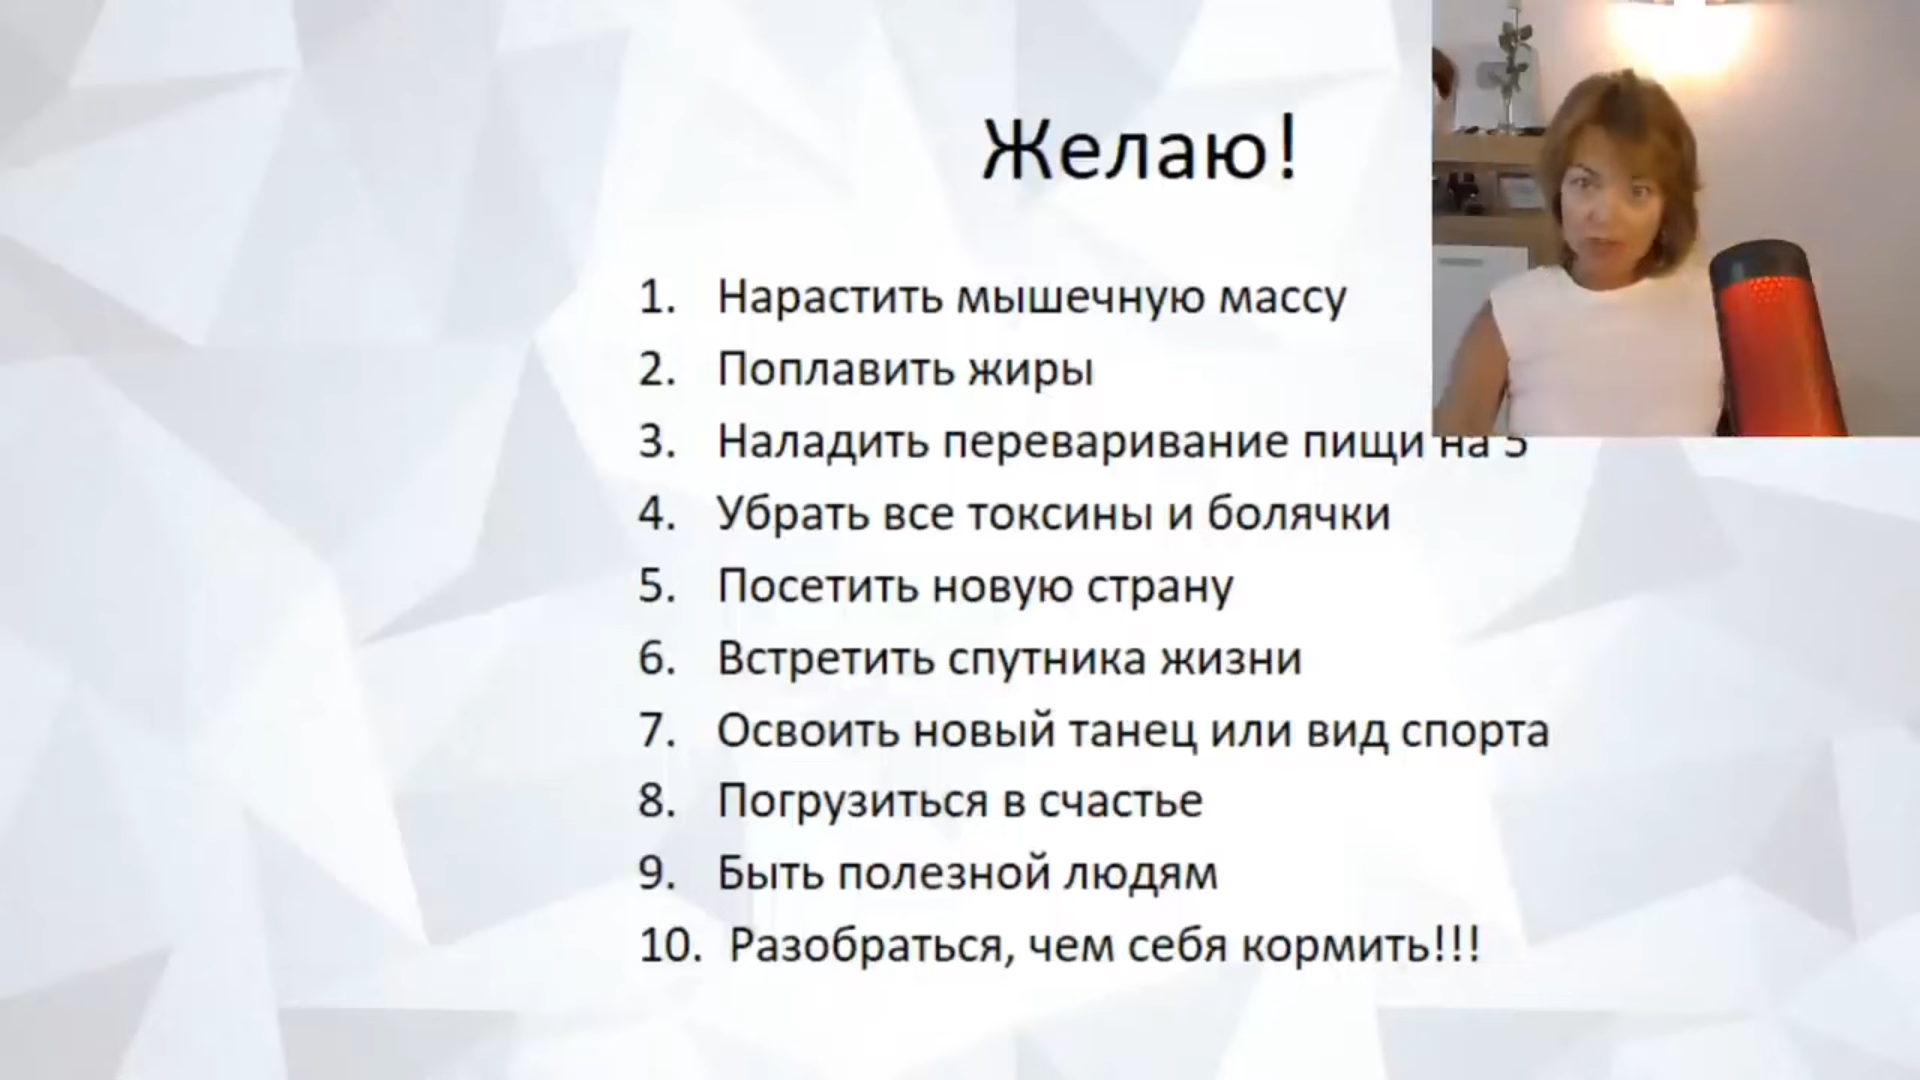 Желаю!
1. Нарастить мышечную массу
2. Поплавить жиры
3. Наладить переваривание пищи на 5
4. Убрать все токсины и болячки
5. Посетить новую страну
6. Встретить спутника жизни
7. Освоить новый танец или вид спорта
8. Погрузиться в счастье
9. Быть полезной людям
10. Разобраться, чем себя кормить!!!